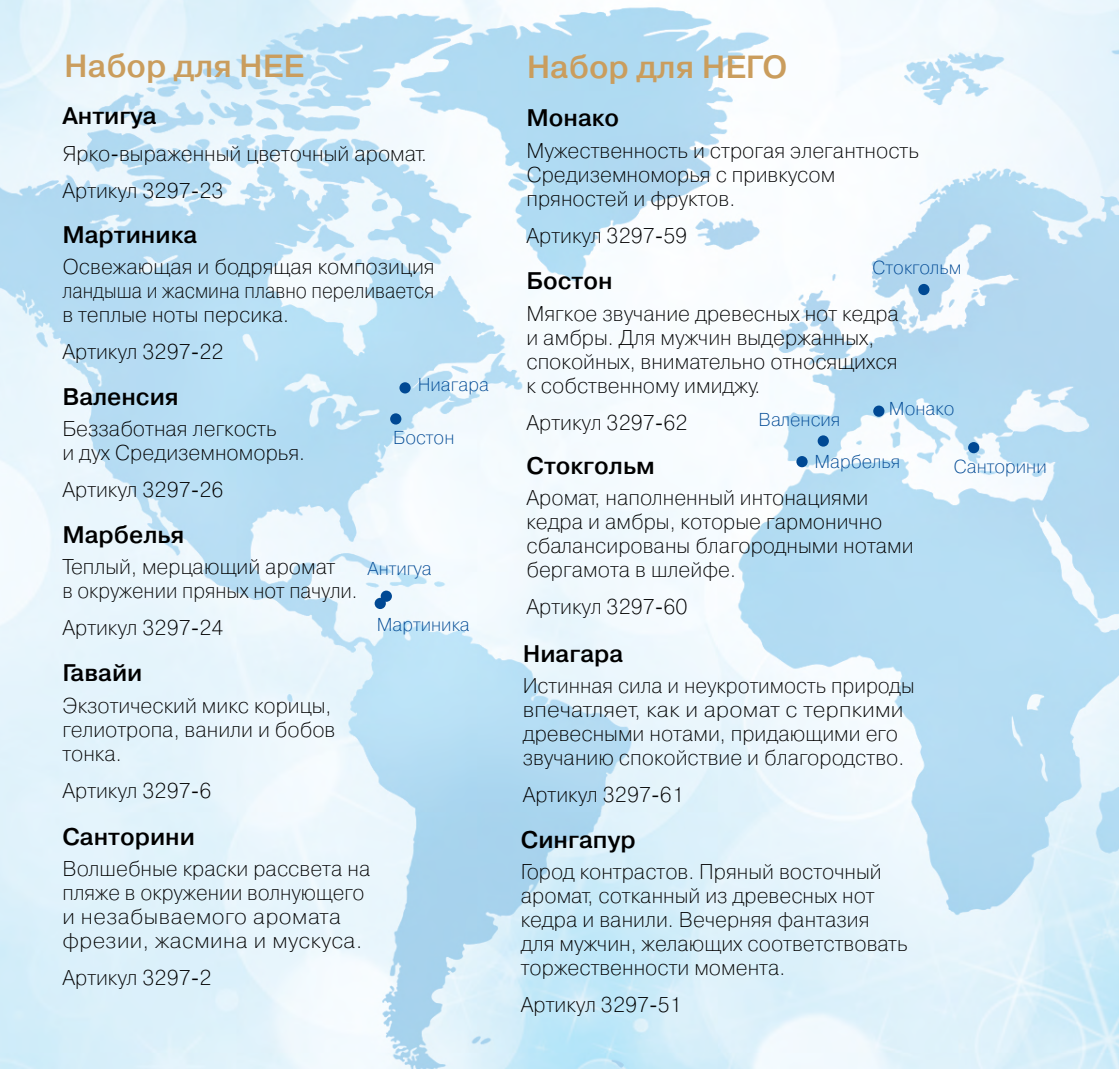 Набор для НЕЕ
Антигуа
Ярко-выраженный цветочный аромат.
Артикул 3297-23
Мартиника
Освежающая и бодрящая композиция
ландыша и жасмина плавно переливается
в теплые ноты персика.
Артикул 3297-22
Валенсия
Беззаботная легкость
и дух Средиземноморья.
Артикул 3297-26
Марбелья
Теплый, мерцающий аромат
в окружении пряных нот пачули.
Артикул 3297-24
Гавайи
Экзотический микс корицы,
гелиотропа, ванили и бобов
тонка.
Артикул 3297-6
Санторини
Волшебные краски рассвета на
пляже в окружении волнующего
и незабываемого аромата
фрезии, жасмина и мускуса.
Артикул 3297-2
Набор для НЕГО
Монако
Мужественность и строгая элегантность
Средиземноморья с привкусом
пряностей и фруктов.
Артикул 3297-59
Бостон
Мягкое звучание древесных нот кедра
и амбры. Для мужчин выдержанных,
спокойных, внимательно относящихся
к собственному имиджу.
Артикул 3297-62
Стокгольм
Аромат, наполненный интонациями
кедра и амбры, которые гармонично
сбалансированы благородными нотами
бергамота в шлейфе.
Артикул 3297-60
Ниагара
Истинная сила и неукротимость природы
впечатляет, как и аромат с терпкими
древесными нотами, придающими его
звучанию спокойствие и благородство.
Артикул 3297-61
Сингапур
Город контрастов. Пряный восточный
аромат, сотканный из древесных нот
кедра и ванили. Вечерняя фантазия
для мужчин, желающих соответствовать
торжественности момента.
Артикул 3297-51
Стокгольм
Ниагара
Бостон
Валенсия
Монако
Марбелья
Санторини
Антигуа
Мартиника